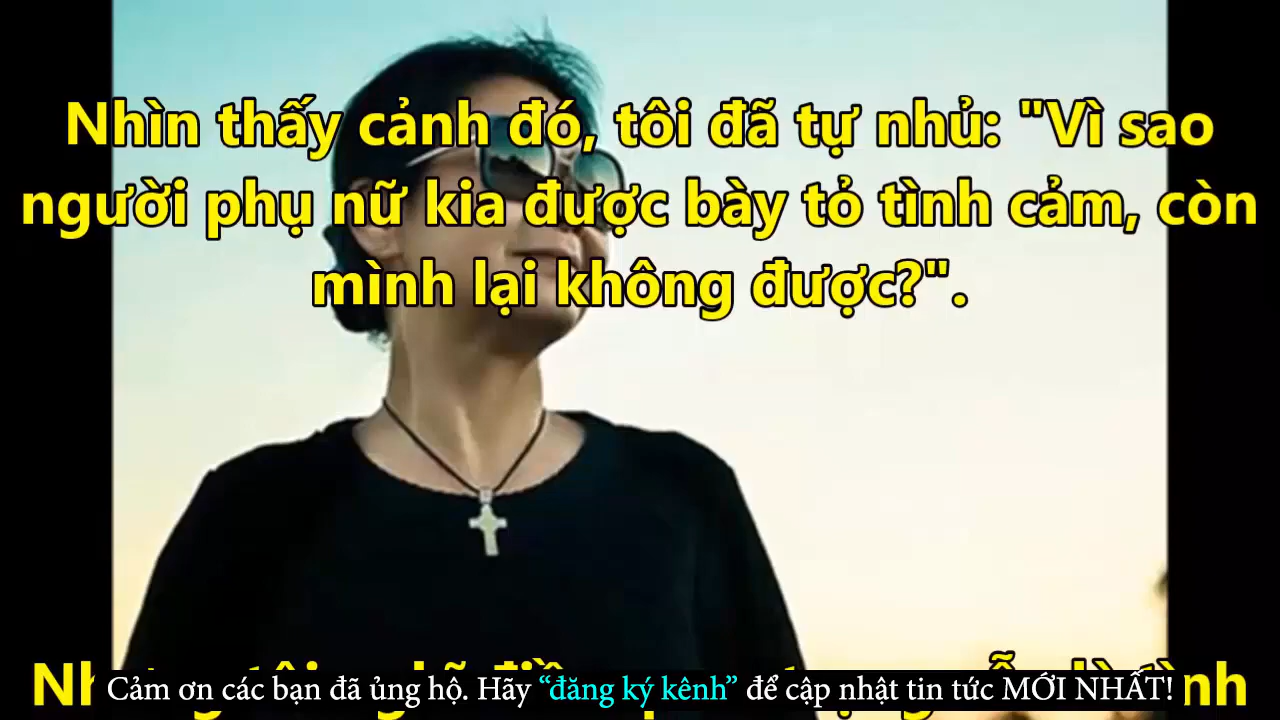 Nhìn thấy cảnh đó, tôi đã tự nhủ: "Vì sao
người phụ nữ kia được bày tỏ tình cảm, còn
mình lại không được?".
Cảm ơn các bạn đã ủng hộ. Hãy “đăng ký kênh” để cập nhật tin tức MỚI NHẤT!